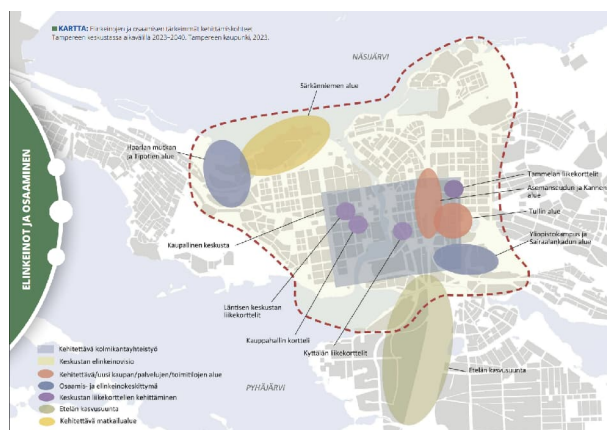 KARTTA: Elinkeinojen ja osaamisen tärkeimmät kehittämiskohteet
Tampereen keskustassa aikavälillä 2023–2040. Tampereen kaupunki, 2023.
NÄSIJÄRVI
Särkänniemen alue
Haarlan mutkan
ja Tipotien alue
ELINKEINOT JA OSAAMINEN
Tammelan liikekorttelit
Asemanseudun ja Kannen
alue
Tullin alue
Yliopistokampus ja
Sairaalankadun alue
Kaupallinen keskusta
Läntisen keskustan
liikekorttelit
Kauppahallin kortteli
Kyttälän liikekorttelit
Etelän kasvusuunta
PYHÄJÄRVI
Kehitettävä kolmikantayhteistyö
Keskustan elinkeinovisio
Kehitettävä/uusi kaupan/palvelujen/toimitilojen alue
Osaamis- ja elinkeinokeskittymä
Keskustan liikekorttelien kehittäminen
Etelän kasvusuunta
Kehitettävä matkailualue